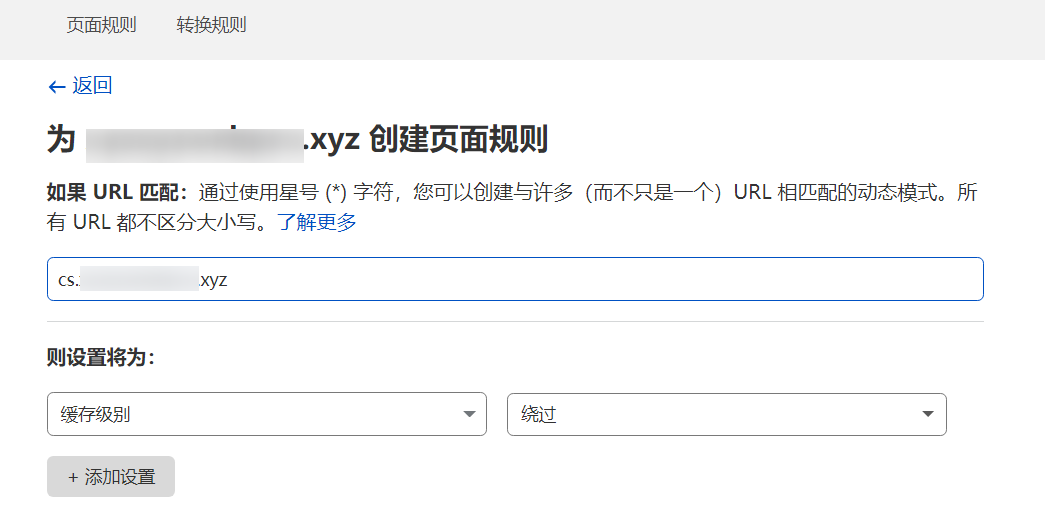 页面规则 转换规则
← 返回
为 .xyz 创建页面规则
如果 URL 匹配：通过使用星号 (*) 字符，您可以创建与许多（而不只是一个）URL 相匹配的动态模式。所
有 URL 都不区分大小写。了解更多
cs. .xyz
则设置将为：
缓存级别 绕过
+ 添加设置